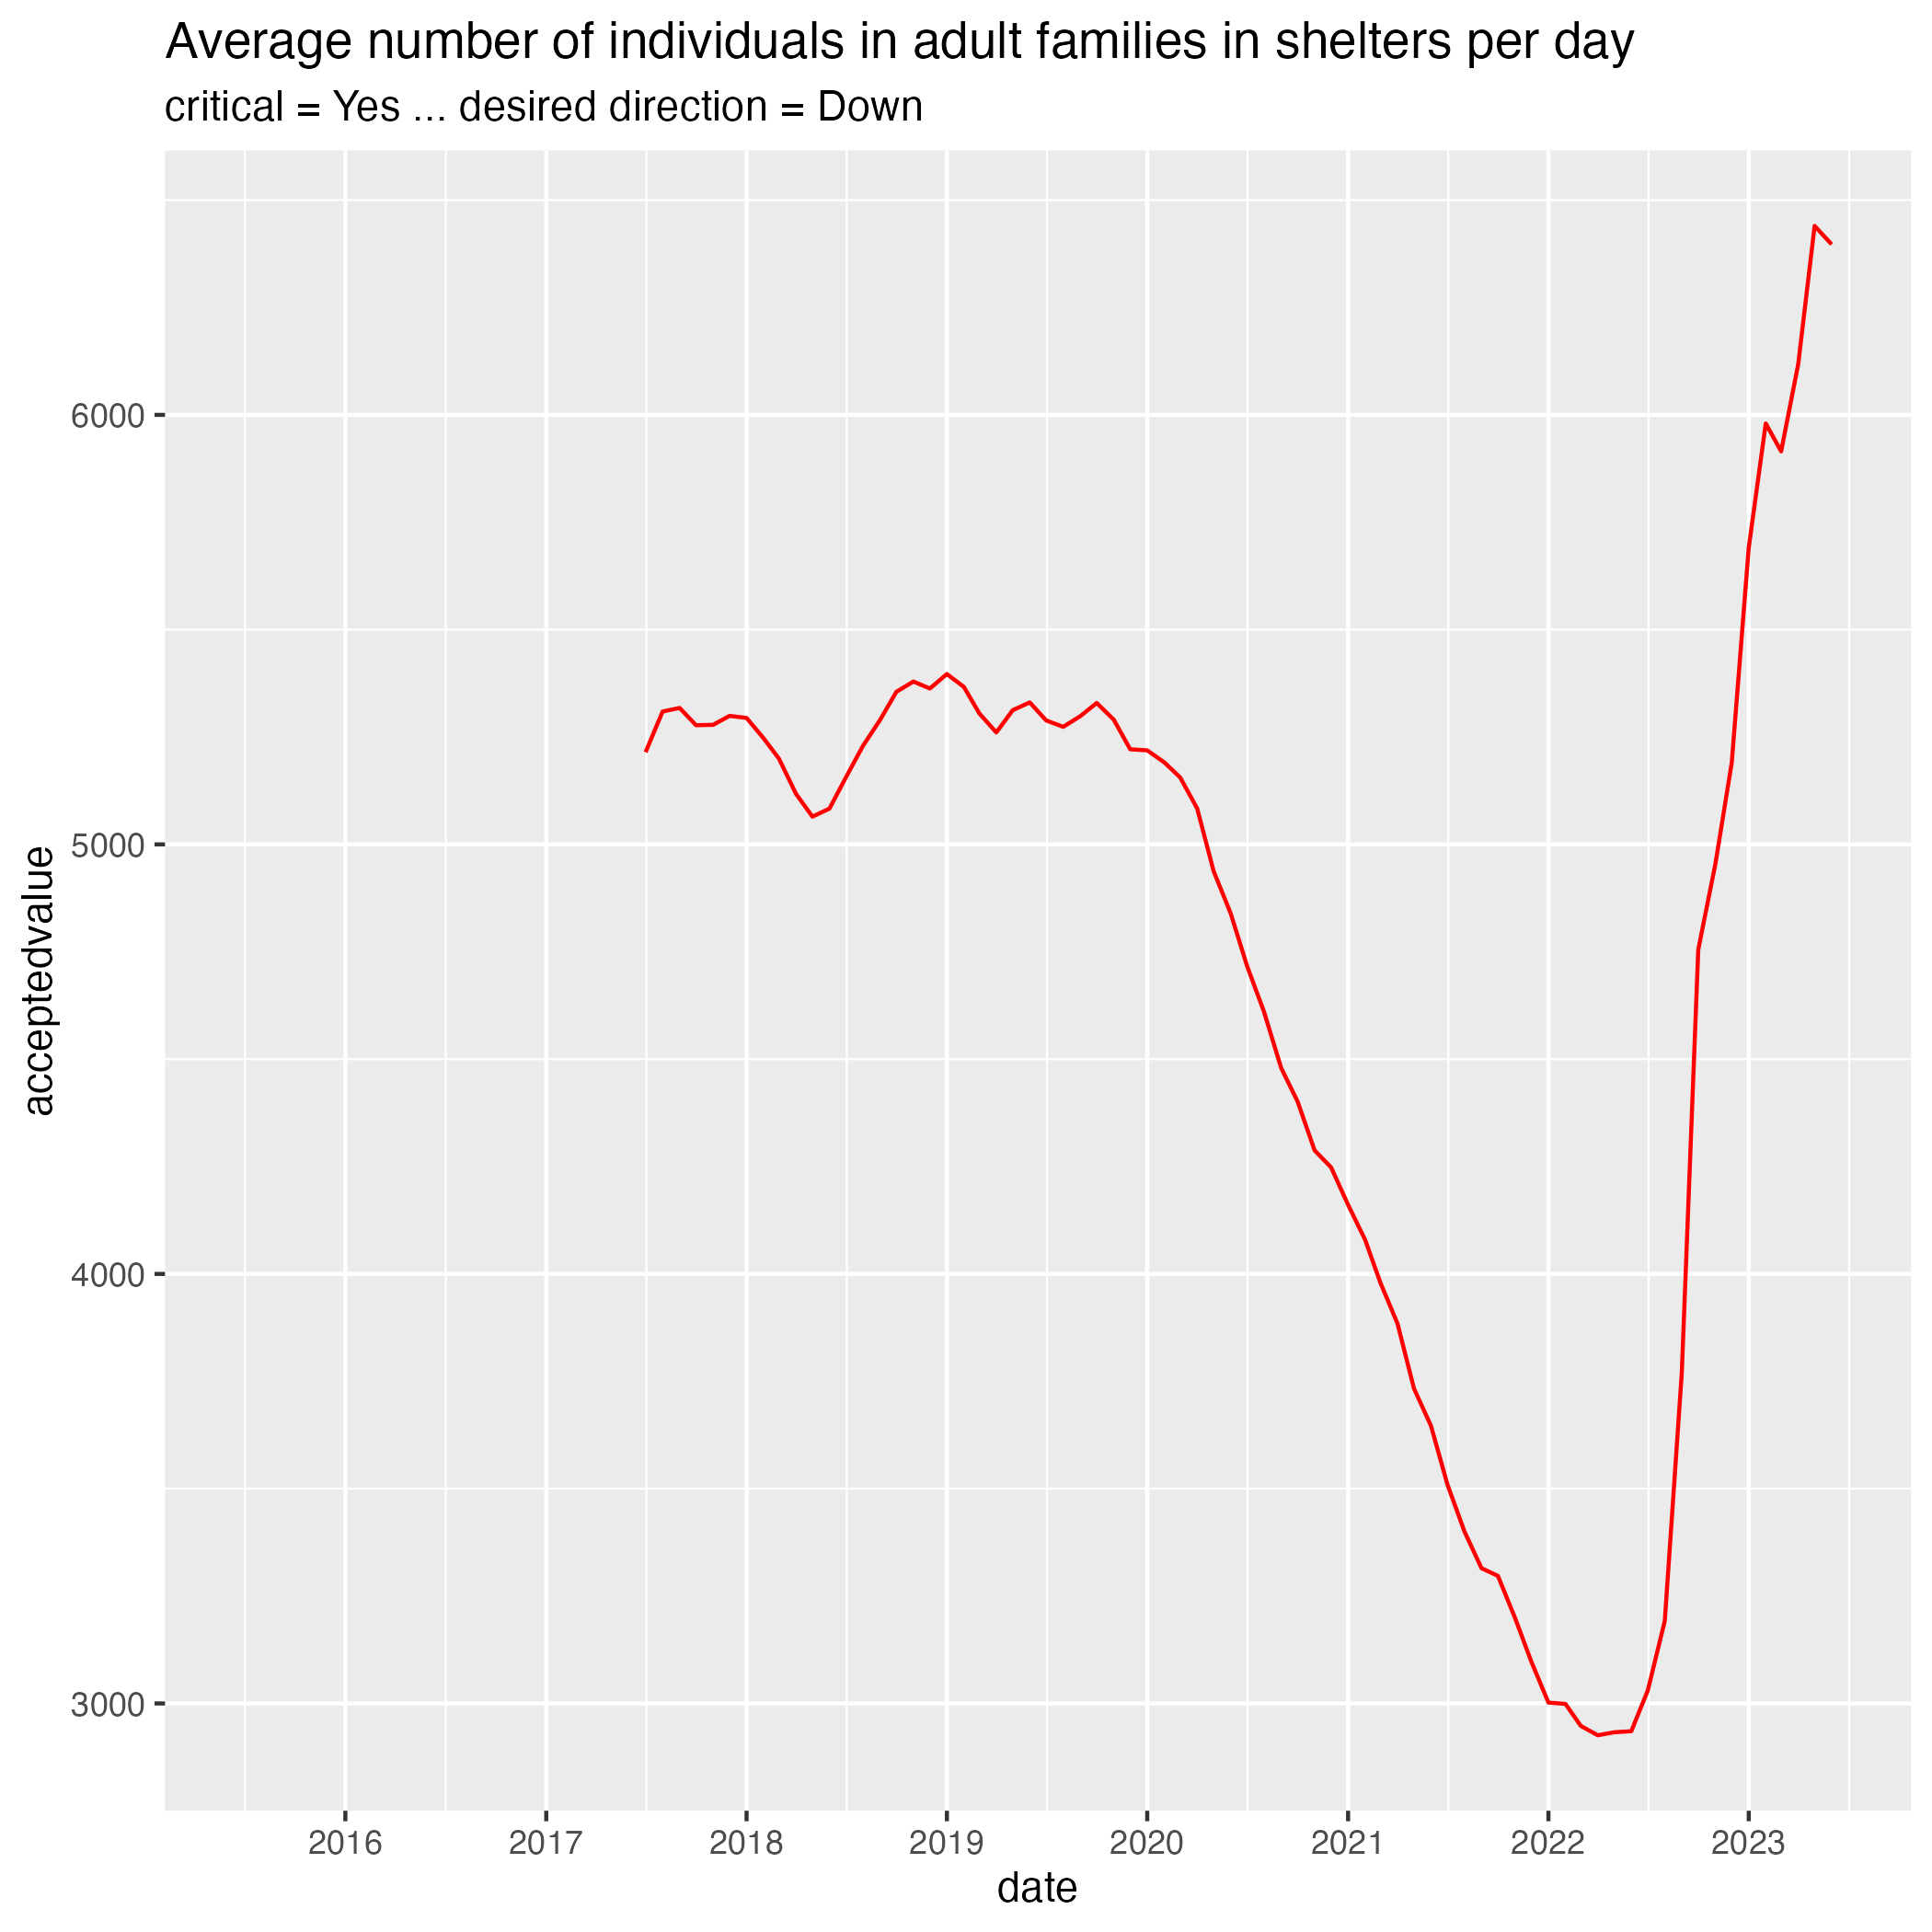 Average number of individuals in adult families in shelters per day
critical = Yes ... desired direction = Down
acceptedvalue
6000
5000
4000
3000
2016 2017 2018 2019 2020 2021 2022 2023
date